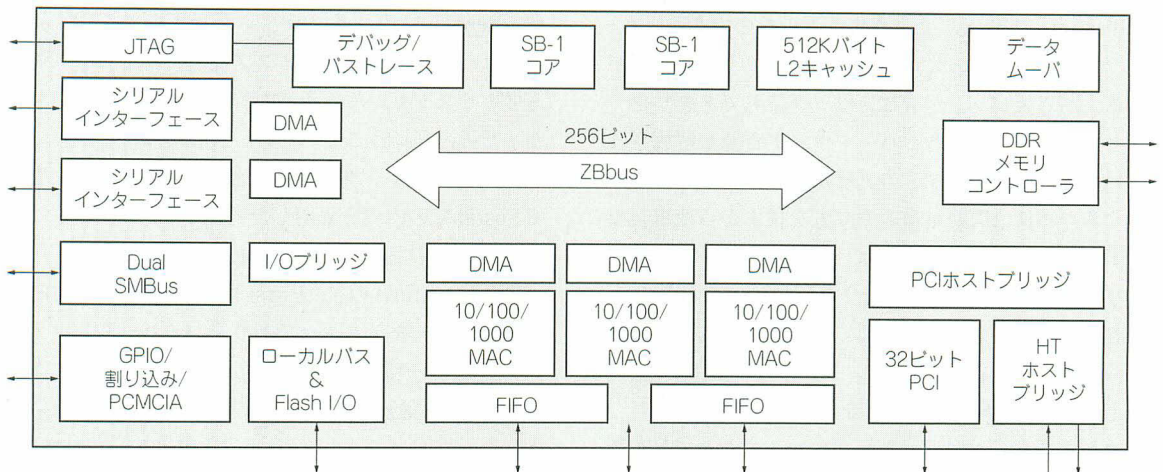 JTAG
デバッグ/
バストレース
SB-1
コア
SB-1
コア
512Kバイト
L2キャッシュ
データ
ムーバ
シリアル
インターフェース
DMA
シリアル
インターフェース
DMA
256ビット
ZBbus
DDR
メモリ
コントローラ
Dual
SMBus
I/Oブリッジ
DMA
DMA
DMA
PCIホストブリッジ
GPIO/
割り込み/
PCMCIA
ローカルバス
&
Flash I/O
10/100/
1000
MAC
10/100/
1000
MAC
10/100/
1000
MAC
FIFO
FIFO
32ビット
PCI
HT
ホスト
ブリッジ